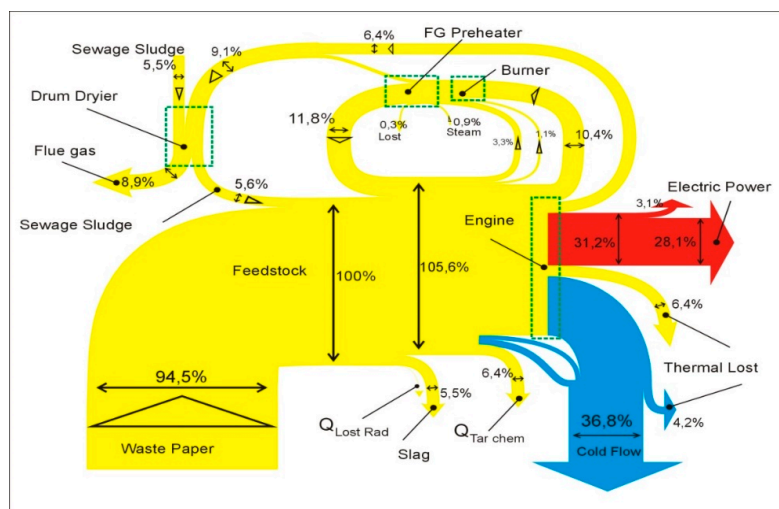 Sewage Sludge
5,5%
9,1%
6,4%
FG Preheater
Burner
Drum Dryier
11,8%
0,3%
Lost
0,9%
Steam
3,3%
1,1%
10,4%
Flue gas
8,9%
5,6%
Sewage Sludge
Engine
3,1%
Electric Power
31,2%
28,1%
Feedstock
100%
105,6%
6,4%
Thermal Lost
94,5%
5,5%
6,4%
4,2%
Q Lost Rad
Slag
Q Tar chem
36,8%
Cold Flow
Waste Paper